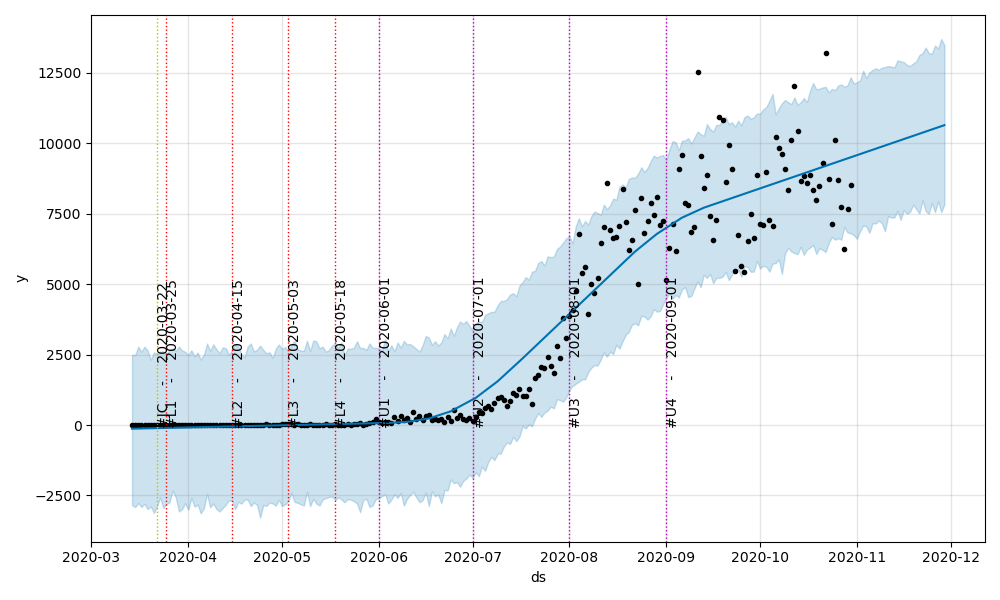 12500
10000
7500
5000
2500
0
−2500
y
#JC - 2020-03-22
#L1 - 2020-03-25
#L2 - 2020-04-15
#L3 - 2020-05-03
#L4 - 2020-05-18
#U1 - 2020-06-01
#U2 - 2020-07-01
#U3 - 2020-08-01
#U4 - 2020-09-01
2020-03 2020-04 2020-05 2020-06 2020-07 2020-08 2020-09 2020-10 2020-11 2020-12
ds